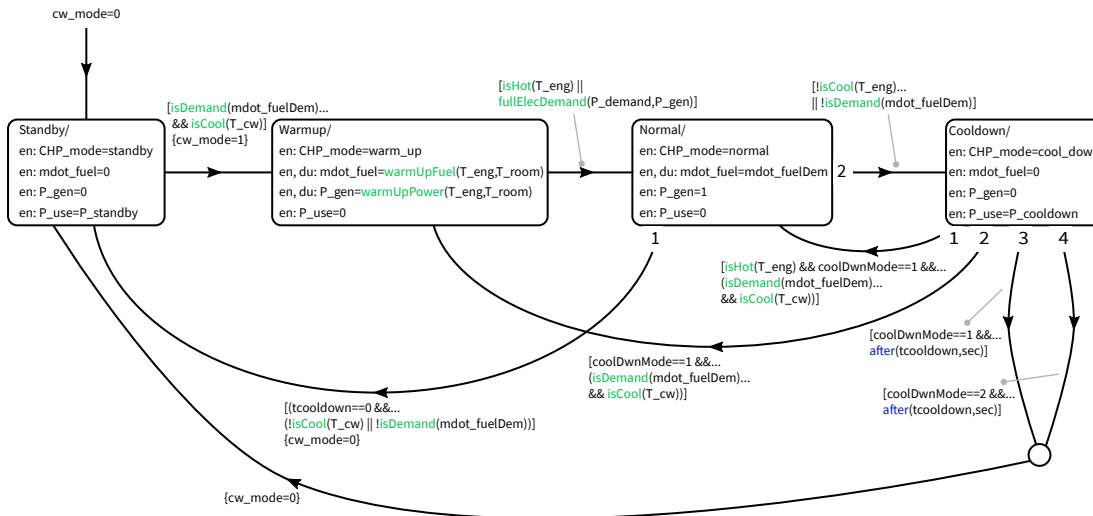 cw_mode=0
[isDemand(mdot_fuelDem)...
&& isCool(T_cw)]
{cw_mode=1}
[isHot(T_eng) ||
fullElecDemand(P_demand,P_gen)]
[!isCool(T_eng)...
|| !isDemand(mdot_fuelDem)]
Standby/
en: CHP_mode=standby
en: mdot_fuel=0
en: P_gen=0
en: P_use=P_standby
Warmup/
en: CHP_mode=warm_up
en, du: mdot_fuel=warmUpFuel(T_eng,T_room)
en, du: P_gen=warmUpPower(T_eng,T_room)
en: P_use=0
Normal/
en: CHP_mode=normal
en, du: mdot_fuel=mdot_fuelDem
en: P_gen=1
en: P_use=0
2
Cooldown/
en: CHP_mode=cool_dow
en: mdot_fuel=0
en: P_gen=0
en: P_use=P_cooldown
1
1
2
3
4
[isHot(T_eng) && coolDwnMode==1 &&...
(isDemand(mdot_fuelDem)...
&& isCool(T_cw))]
[coolDwnMode==1 &&...
after(tcooldown,sec)]
[coolDwnMode==1 &&...
(isDemand(mdot_fuelDem)...
&& isCool(T_cw))]
[coolDwnMode==2 &&...
after(tcooldown,sec)]
[(tcooldown==0 &&...
(!isCool(T_cw) || !isDemand(mdot_fuelDem))]
{cw_mode=0}
{cw_mode=0}